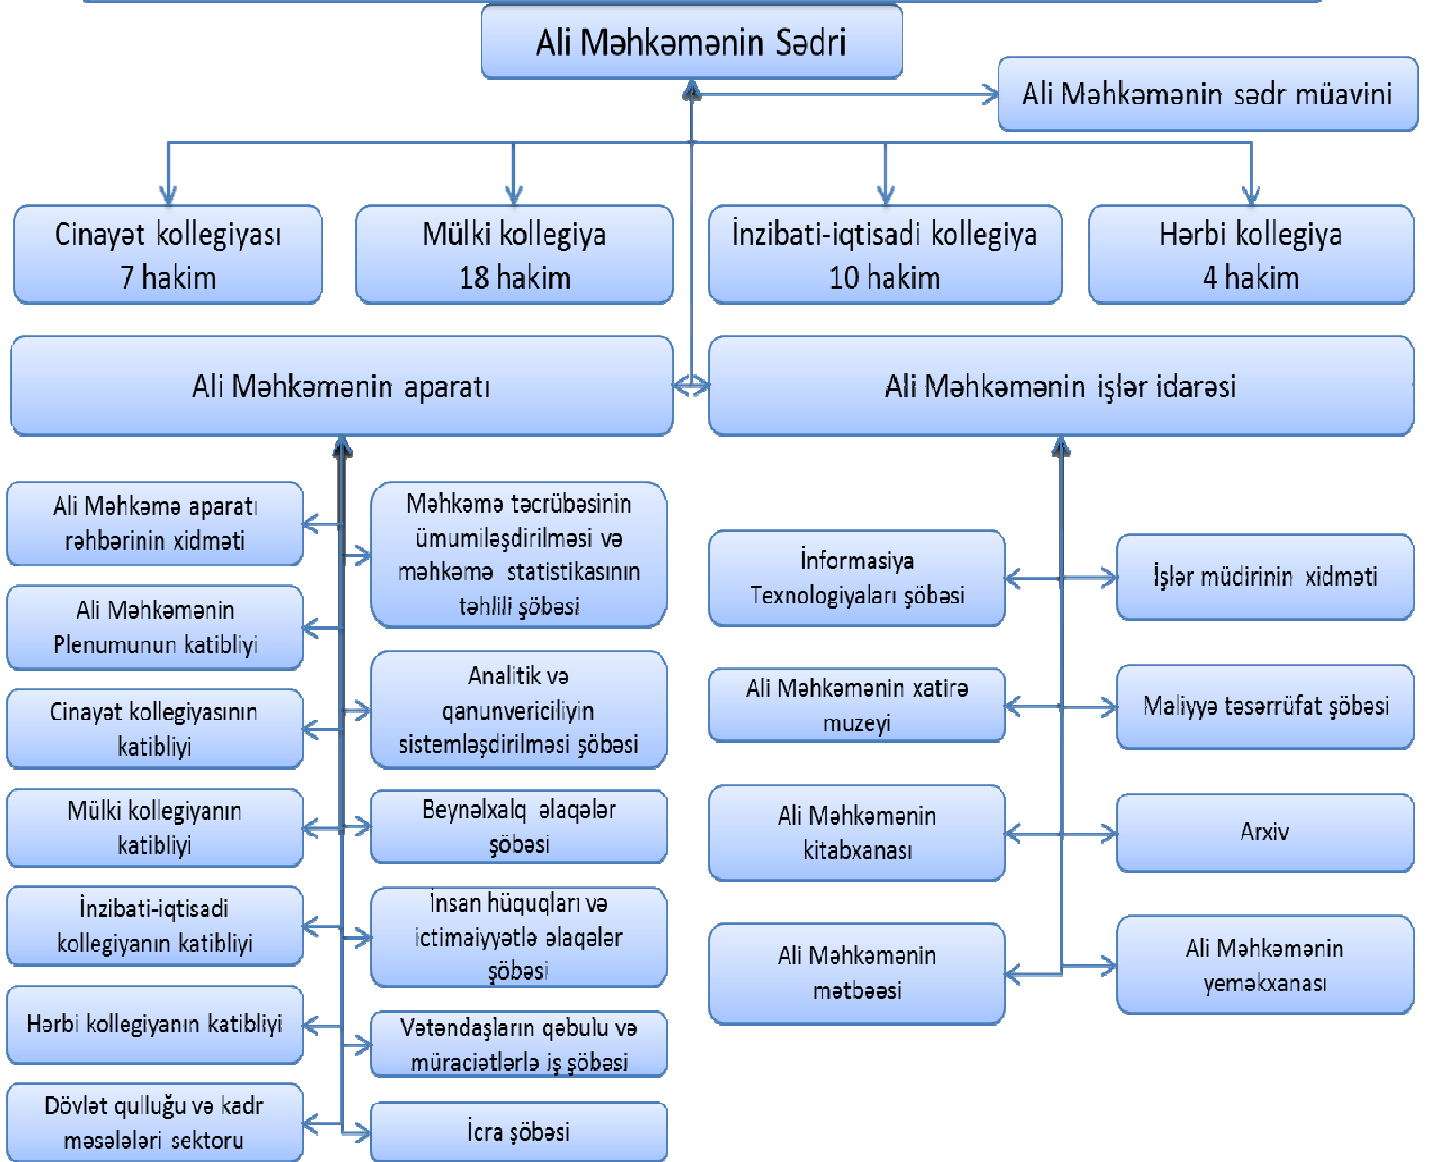 Ali Məhkəmənin Sədri
Ali Məhkəmənin sədr müavini
Cinayət kollegiyası
7 hakim
Mülki kollegiya
18 hakim
İnzibati-iqtisadi kollegiya
10 hakim
Hərbi kollegiya
4 hakim
Ali Məhkəmənin aparatı
Ali Məhkəmənin işlər idarəsi
Ali Məhkəmə aparatı
rəhbərinin xidməti
Ali Məhkəmənin
Plenumunun katibliyi
Cinayət kollegiyasının
katibliyi
Mülki kollegiyanın
katibliyi
İnzibati-iqtisadi
kollegiyanın katibliyi
Hərbi kollegiyanın katibliyi
Dövlət qulluğu və kadr
məsələləri sektoru
Məhkəmə təcrübəsinin
ümumiləşdirilməsi və
məhkəmə statistikasının
təhlili şöbəsi
Analitik və
qanunvericiliyin
sistemləşdirilməsi şöbəsi
Beynəlxalq əlaqələr
şöbəsi
İnsan hüquqları və
ictimaiyyətlə əlaqələr
şöbəsi
Vətəndaşların qəbulu və
müraciətlərlə iş şöbəsi
İcra şöbəsi
İnformasiya
Texnologiyaları şöbəsi
Ali Məhkəmənin xatirə
muzeyi
Ali Məhkəmənin
kitabxanası
Ali Məhkəmənin
mətbəəsi
İşlər müdirinin xidməti
Maliyyə təsərrüfat şöbəsi
Arxiv
Ali Məhkəmənin
yeməkxanası